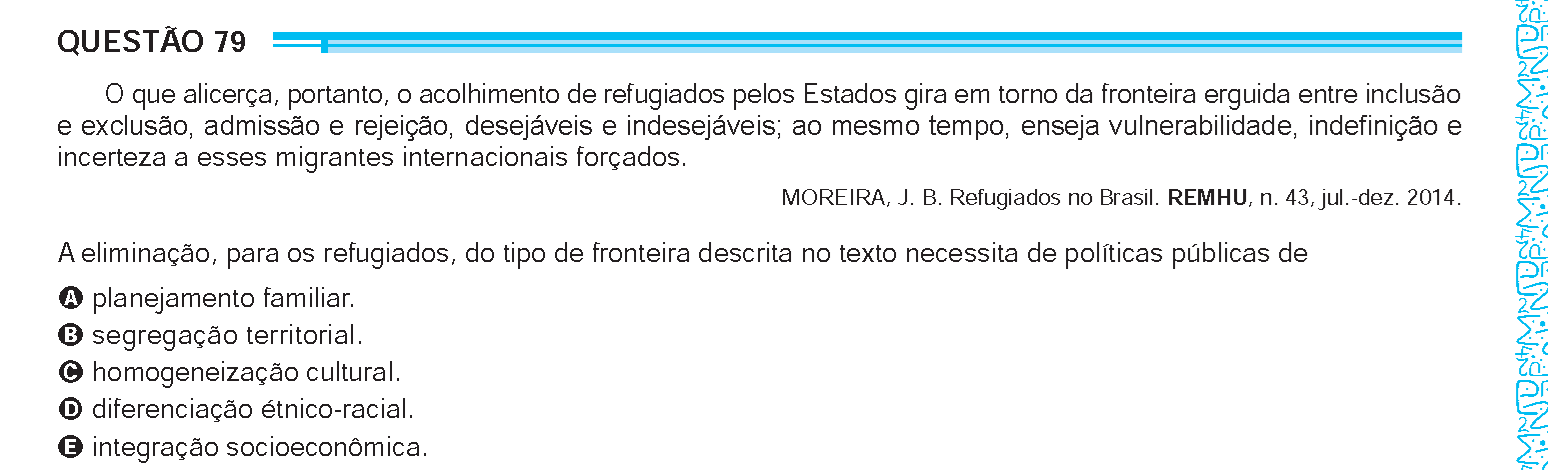 QUESTÃO 79
O que alicerça, portanto, o acolhimento de refugiados pelos Estados gira em torno da fronteira erguida entre inclusão
e exclusão, admissão e rejeição, desejáveis e indesejáveis; ao mesmo tempo, enseja vulnerabilidade, indefinição e
incerteza a esses migrantes internacionais forçados.
MOREIRA, J. B. Refugiados no Brasil. REMHU, n. 43, jul.-dez. 2014.
A eliminação, para os refugiados, do tipo de fronteira descrita no texto necessita de políticas públicas de
A planejamento familiar.
B segregação territorial.
C homogeneização cultural.
D diferenciação étnico-racial.
E integração socioeconômica.